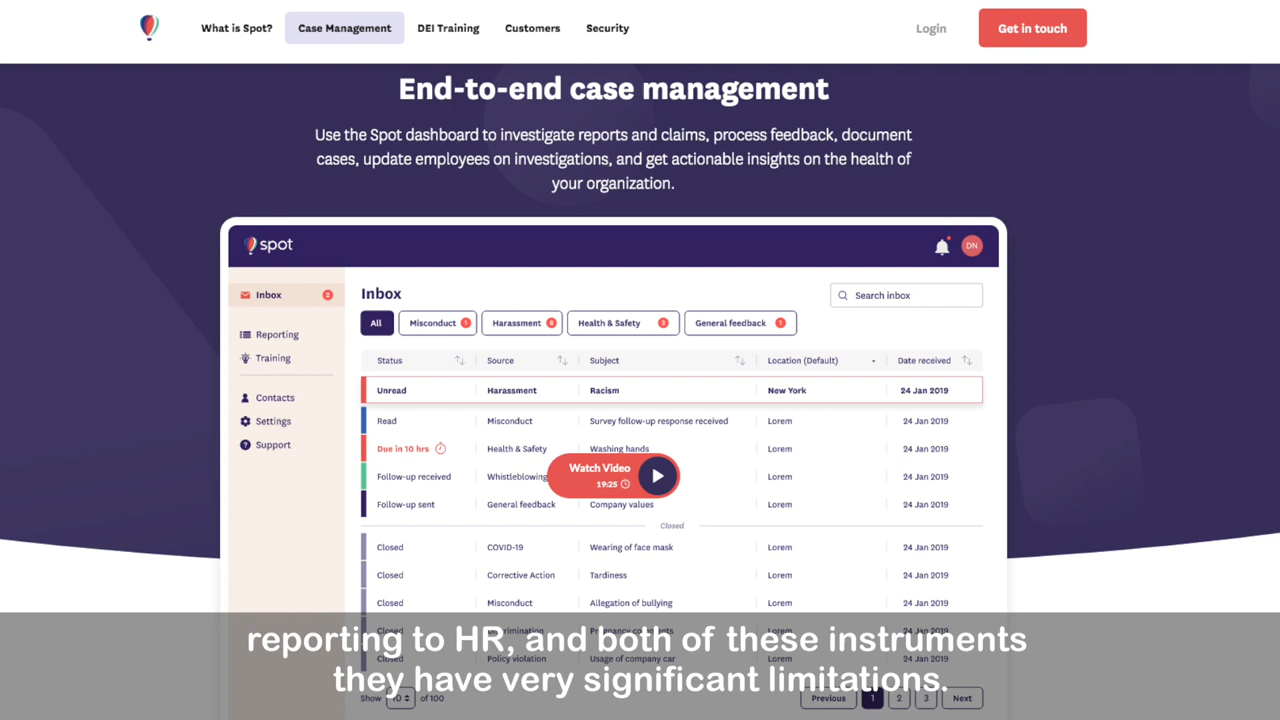 What is Spot? Case Management DEI Training Customers Security Login Get in touch
End-to-end case management
Use the Spot dashboard to investigate reports and claims, process feedback, document
cases, update employees on investigations, and get actionable insights on the health of
your organization.
spot DN
Inbox 2
Reporting
Training
Contacts
Settings
Support
Inbox Search inbox
All Misconduct 1 Harassment 6 Health & Safety 3 General feedback 1
Status Source Subject Location (Default) Date received
Unread Harassment Racism New York 24 Jan 2019
Read Misconduct Survey follow-up response received Lorem 24 Jan 2019
Due in 10 hrs Health & Safety Washing hands Lorem 24 Jan 2019
Follow-up received Whistleblowing Lorem 24 Jan 2019
Follow-up sent General feedback Company values Lorem 24 Jan 2019
Watch Video
19:25
Closed
Closed COVID-19 Wearing of face mask Lorem 24 Jan 2019
Closed Corrective Action Tardiness Lorem 24 Jan 2019
Closed Misconduct Allegation of bullying Lorem 24 Jan 2019
Closed Lorem 24 Jan 2019
Closed Policy violation Usage of company car Lorem 24 Jan 2019
Show 10 of 100 Previous 1 2 3 Next
reporting to HR, and both of these instruments
they have very significant limitations.